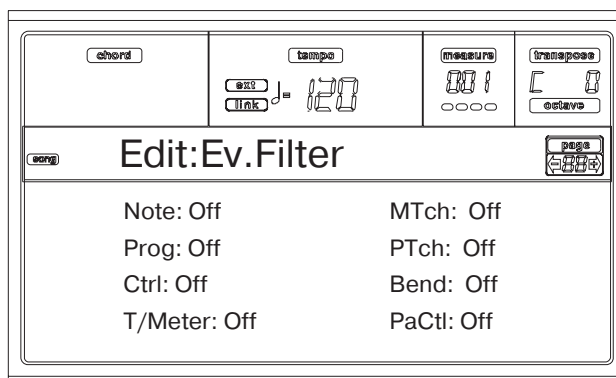 chord
tempo
measure
transpose
ext
link
= 120
001
C 0
octave
song
Edit:Ev.Filter
page
- 88 +
Note: Off
MTch: Off
Prog: Off
PTch: Off
Ctrl: Off
Bend: Off
T/Meter: Off
PaCtl: Off